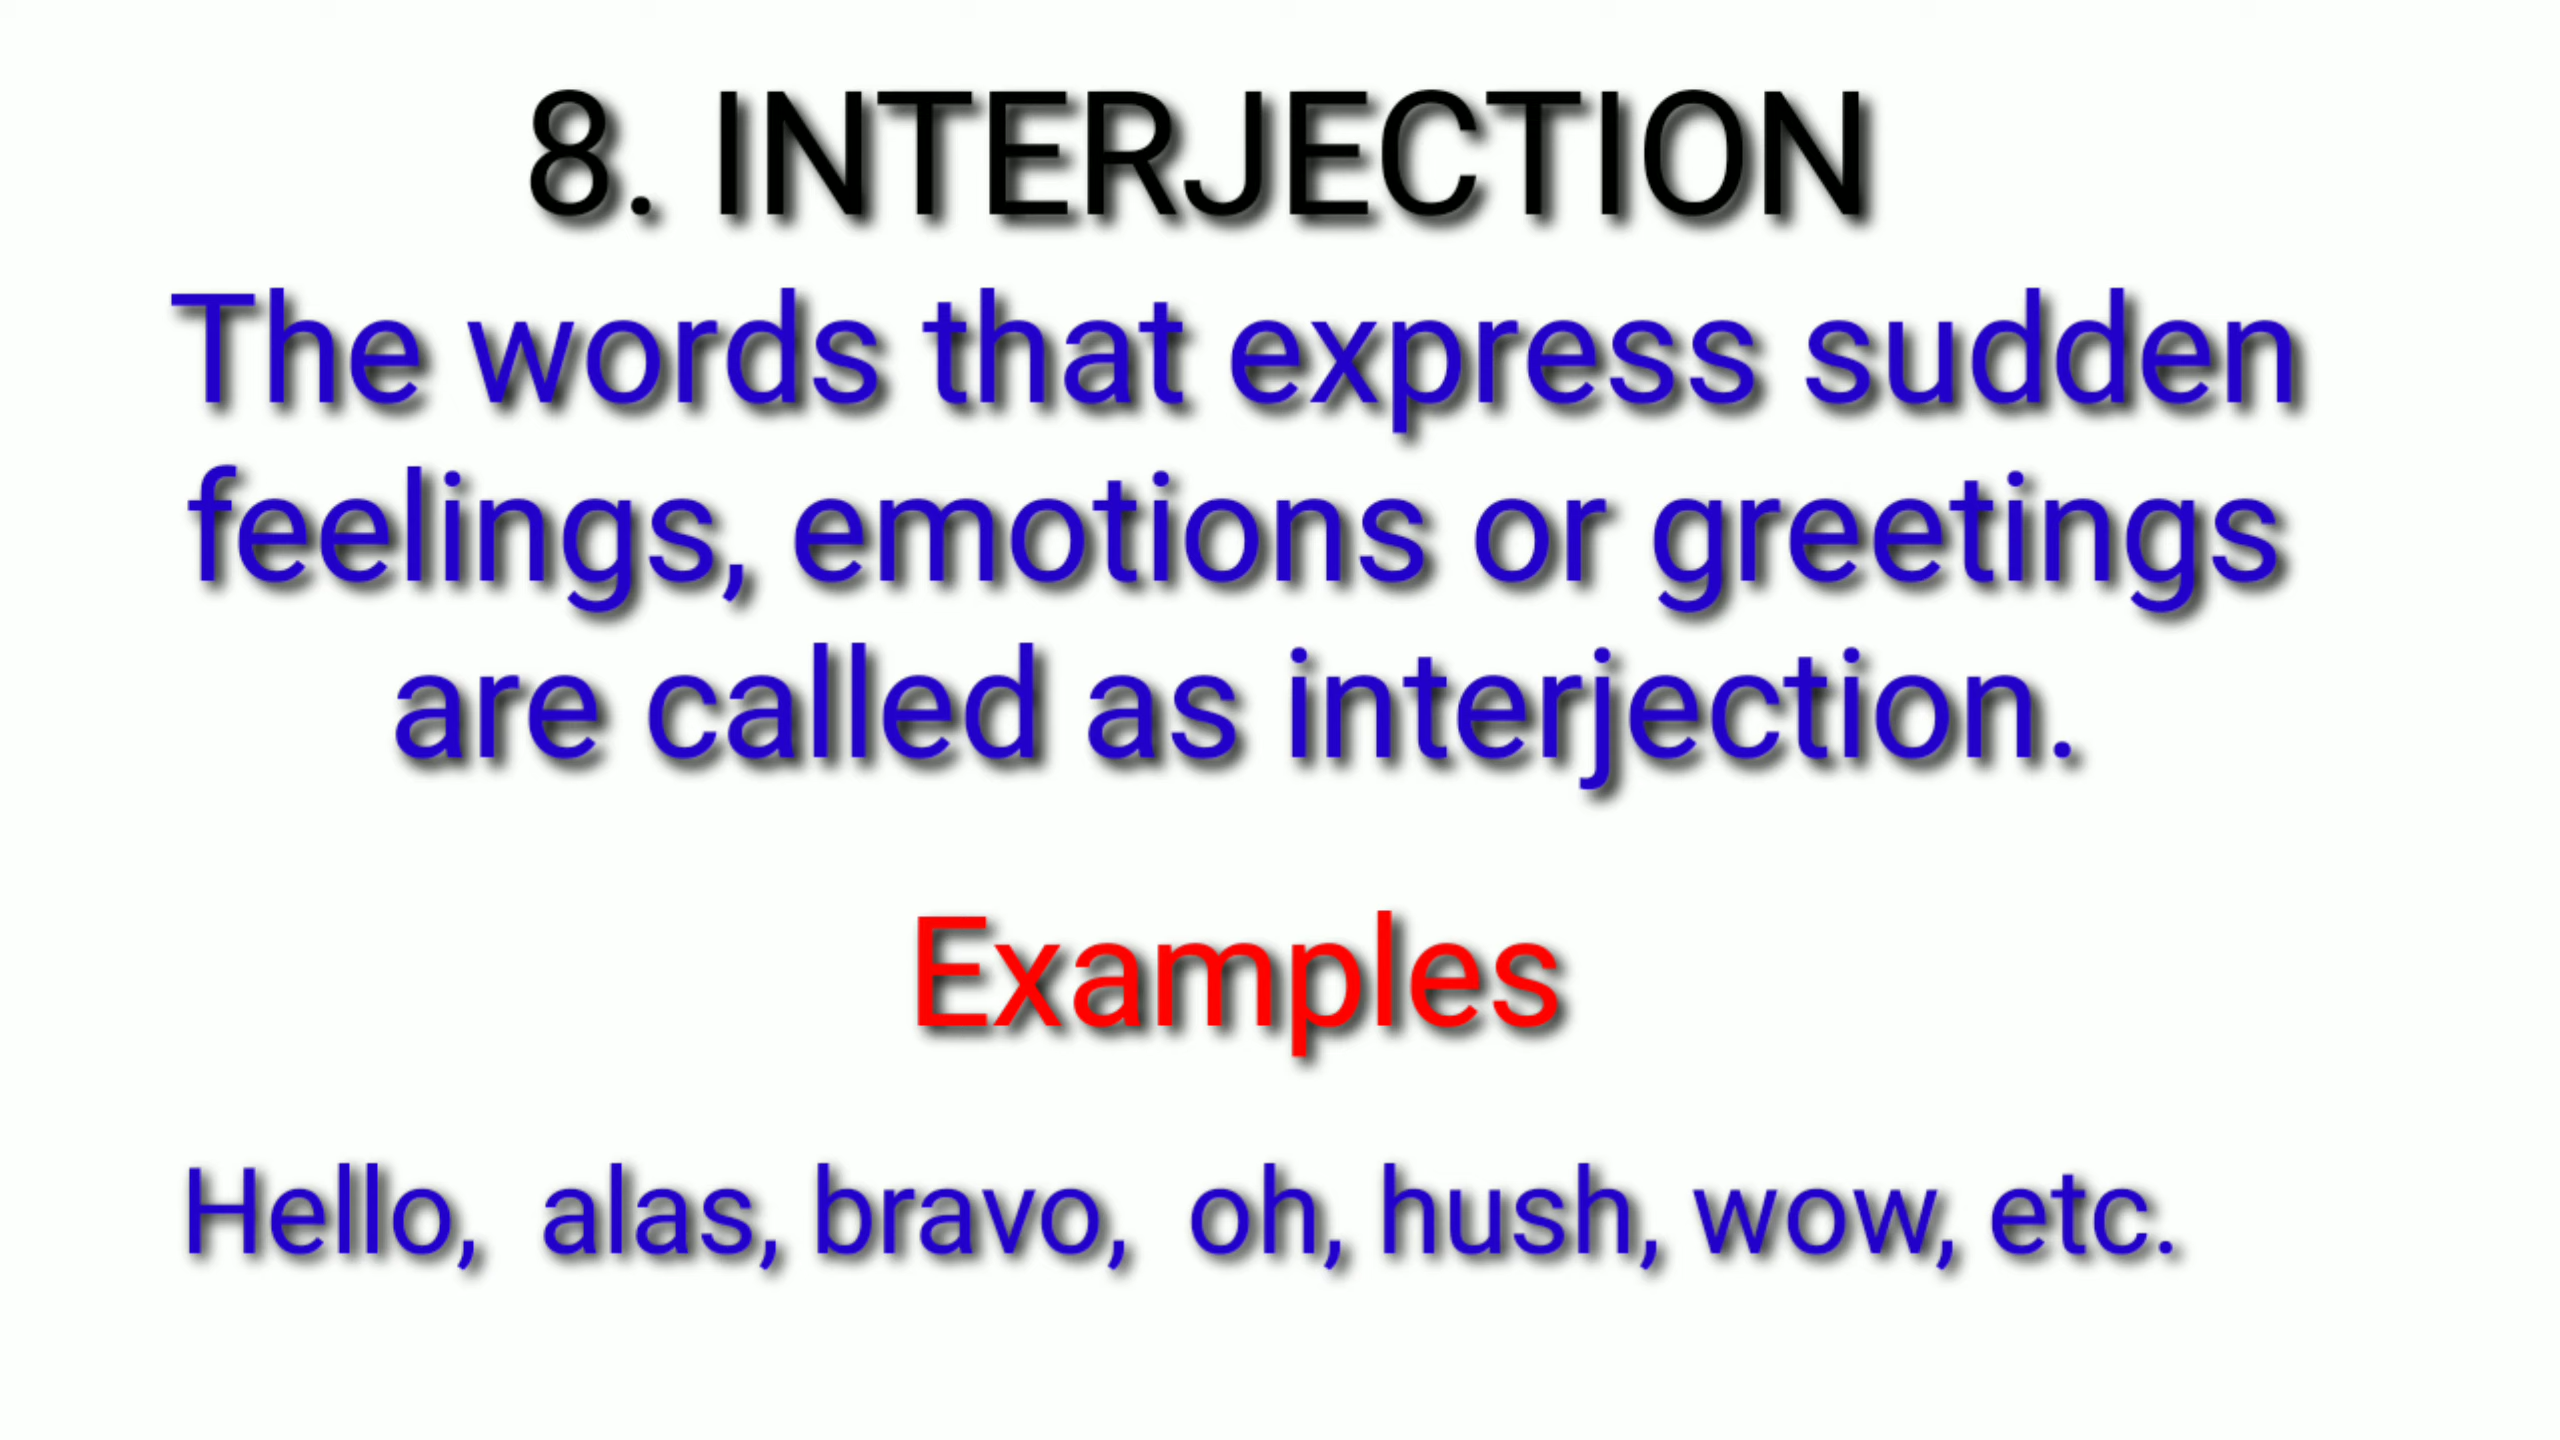 8. INTERJECTION
The words that express sudden
feelings, emotions or greetings
are called as interjection.
Examples
Hello, alas, bravo, oh, hush, wow, etc.